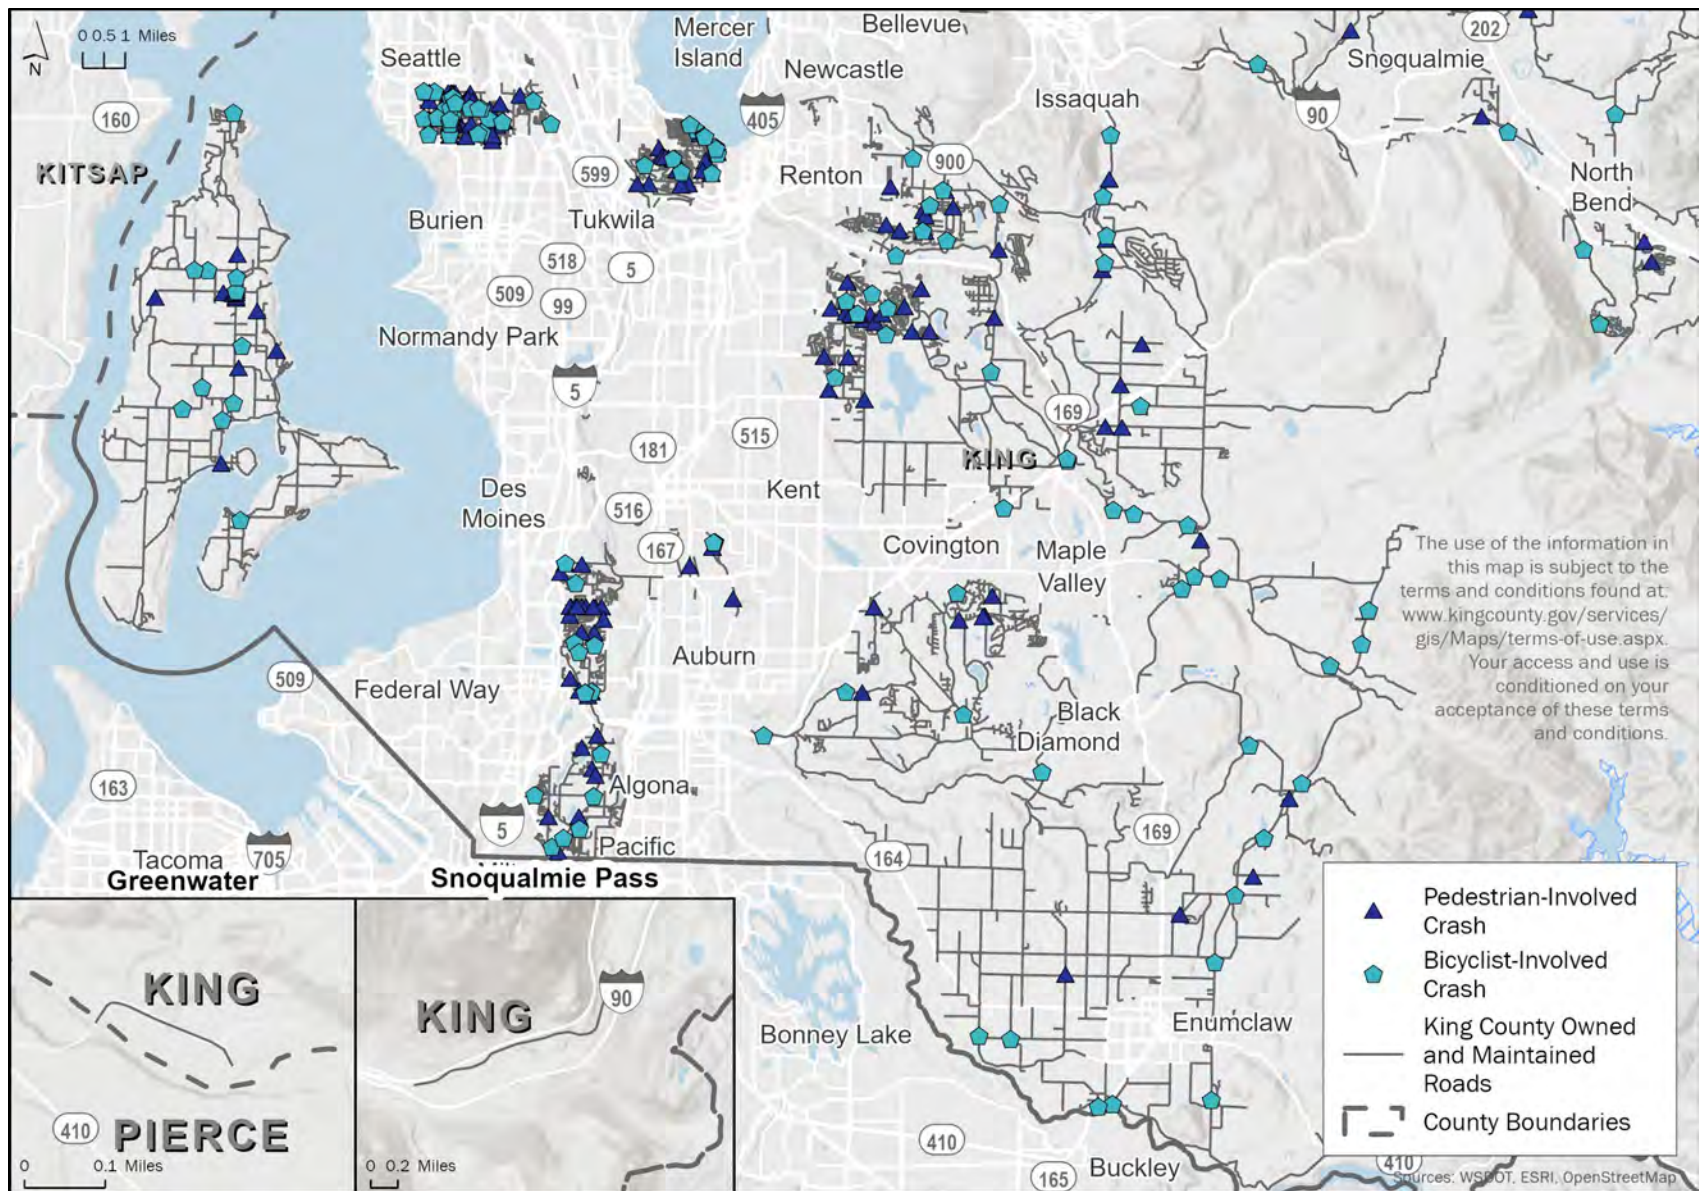 N
0 0.5 1 Miles
160
KITSAP
Seattle
Mercer
Island
Bellevue
Newcastle
405
202
Snoqualmie
Issaquah
90
900
599
Renton
North
Bend
Burien
Tukwila
518
5
509
99
Normandy Park
5
169
181
515
KING
Des
Moines
Kent
516
167
Covington
Maple
Valley
The use of the information in
this map is subject to the
terms and conditions found at:
www.kingcounty.gov/services/
gis/Maps/terms-of-use.aspx.
Your access and use is
conditioned on your
acceptance of these terms
and conditions.
Auburn
509
Federal Way
Black
Diamond
163
Algona
5
169
705
Pacific
164
Tacoma
Greenwater
Snoqualmie Pass
Pedestrian-Involved
Crash
Bicyclist-Involved
Crash
King County Owned
and Maintained
Roads
County Boundaries
KING
KING
90
Bonney Lake
Enumclaw
410
PIERCE
0 0.1 Miles
0 0.2 Miles
410
165
Buckley
410
Sources: WSDOT, ESRI, OpenStreetMap